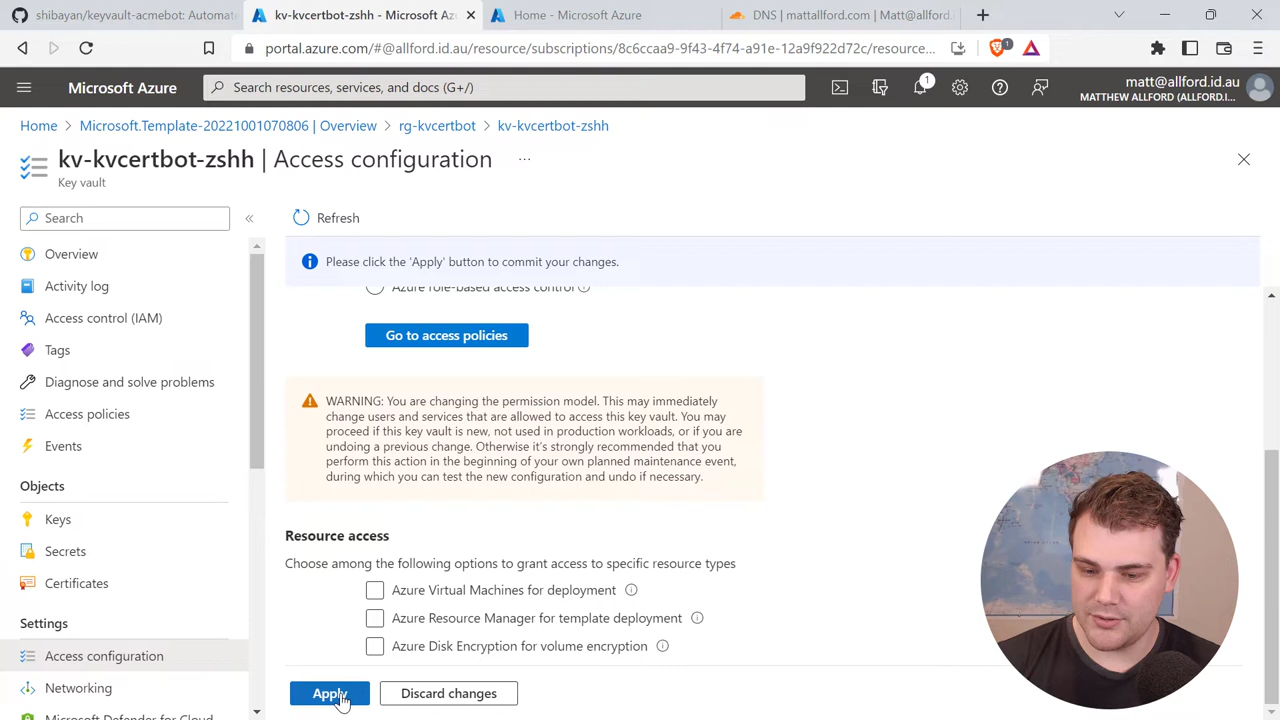 shibayan/keyvault-acmebot: Automate
kv-kvcertbot-zshh - Microsoft Az
Home - Microsoft Azure
DNS | mattallford.com | Matt@allford.
portal.azure.com/#@allford.id.au/resource/subscriptions/8c6ccaa9-9f43-4f74-a91e-12a9f922d72c/resource...
1
Microsoft Azure
Search resources, services, and docs (G+/)
1
matt@allford.id.au
MATTHEW ALLFORD (ALLFORD.I...
Home > Microsoft.Template-20221001070806 | Overview > rg-kvcertbot > kv-kvcertbot-zshh
kv-kvcertbot-zshh | Access configuration ...
Key vault
Search
Refresh
Overview
Please click the 'Apply' button to commit your changes.
Activity log
Azure role-based access control
Access control (IAM)
Go to access policies
Tags
Diagnose and solve problems
Access policies
Events
WARNING: You are changing the permission model. This may immediately
change users and services that are allowed to access this key vault. You may
proceed if this key vault is new, not used in production workloads, or if you are
undoing a previous change. Otherwise it's strongly recommended that you
perform this action in the beginning of your own planned maintenance event,
during which you can test the new configuration and undo if necessary.
Objects
Keys
Secrets
Certificates
Resource access
Choose among the following options to grant access to specific resource types
Azure Virtual Machines for deployment
Azure Resource Manager for template deployment
Azure Disk Encryption for volume encryption
Settings
Access configuration
Networking
Microsoft Defender for Cloud
Apply
Discard changes